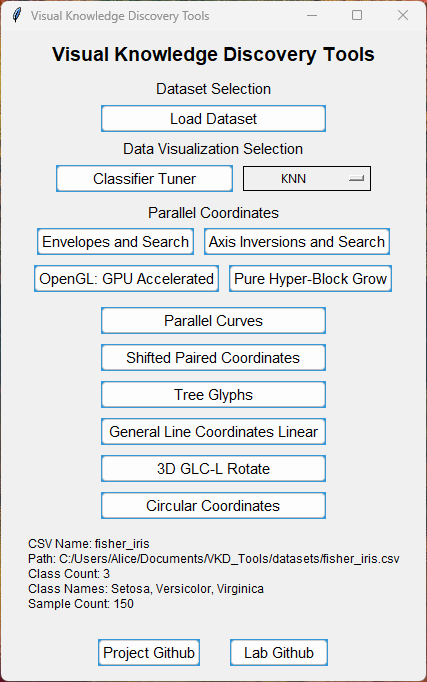 Visual Knowledge Discovery Tools
Visual Knowledge Discovery Tools
Dataset Selection
Load Dataset
Data Visualization Selection
Classifier Tuner KNN
Parallel Coordinates
Envelopes and Search Axis Inversions and Search
OpenGL: GPU Accelerated Pure Hyper-Block Grow
Parallel Curves
Shifted Paired Coordinates
Tree Glyphs
General Line Coordinates Linear
3D GLC-L Rotate
Circular Coordinates
CSV Name: fisher_iris
Path: C:/Users/Alice/Documents/VKD_Tools/datasets/fisher_iris.csv
Class Count: 3
Class Names: Setosa, Versicolor, Virginica
Sample Count: 150
Project Github Lab Github